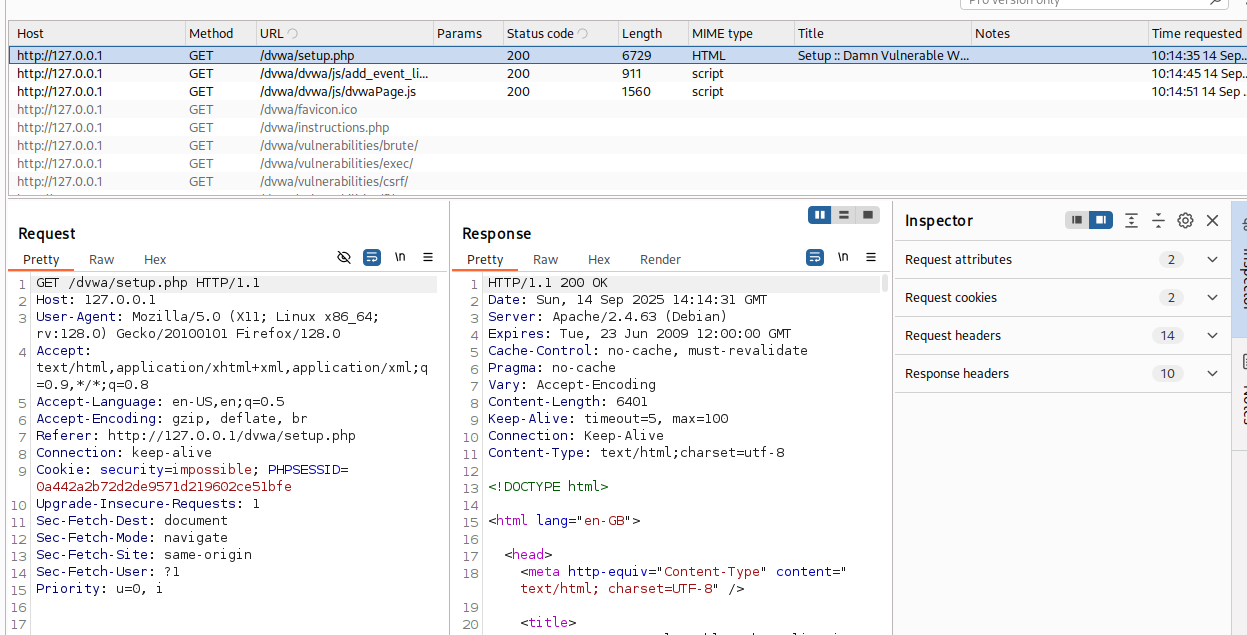 Pro version only
Host Method URL Params Status code Length MIME type Title Notes Time requested
http://127.0.0.1 GET /dvwa/setup.php 200 6729 HTML Setup :: Damn Vulnerable W... 10:14:35 14 Sep...
http://127.0.0.1 GET /dvwa/dvwa/js/add_event_li... 200 911 script 10:14:45 14 Sep...
http://127.0.0.1 GET /dvwa/dvwa/js/dvwaPage.js 200 1560 script 10:14:51 14 Sep ...
http://127.0.0.1 GET /dvwa/favicon.ico
http://127.0.0.1 GET /dvwa/instructions.php
http://127.0.0.1 GET /dvwa/vulnerabilities/brute/
http://127.0.0.1 GET /dvwa/vulnerabilities/exec/
http://127.0.0.1 GET /dvwa/vulnerabilities/csrf/
Request
Pretty Raw Hex \n
1 GET /dvwa/setup.php HTTP/1.1
2 Host: 127.0.0.1
3 User-Agent: Mozilla/5.0 (X11; Linux x86_64;
rv:128.0) Gecko/20100101 Firefox/128.0
4 Accept:
text/html,application/xhtml+xml,application/xml;q
=0.9,*/*;q=0.8
5 Accept-Language: en-US,en;q=0.5
6 Accept-Encoding: gzip, deflate, br
7 Referer: http://127.0.0.1/dvwa/setup.php
8 Connection: keep-alive
9 Cookie: security=impossible; PHPSESSID=
0a442a2b72d2de9571d219602ce51bfe
10 Upgrade-Insecure-Requests: 1
11 Sec-Fetch-Dest: document
12 Sec-Fetch-Mode: navigate
13 Sec-Fetch-Site: same-origin
14 Sec-Fetch-User: ?1
15 Priority: u=0, i
16
17
Response
Pretty Raw Hex Render \n
1 HTTP/1.1 200 OK
2 Date: Sun, 14 Sep 2025 14:14:31 GMT
3 Server: Apache/2.4.63 (Debian)
4 Expires: Tue, 23 Jun 2009 12:00:00 GMT
5 Cache-Control: no-cache, must-revalidate
6 Pragma: no-cache
7 Vary: Accept-Encoding
8 Content-Length: 6401
9 Keep-Alive: timeout=5, max=100
10 Connection: Keep-Alive
11 Content-Type: text/html;charset=utf-8
12
13 <!DOCTYPE html>
14
15 <html lang="en-GB">
16
17 <head>
18 <meta http-equiv="Content-Type" content="
text/html; charset=UTF-8" />
19
20 <title>
Inspector
Request attributes 2
Request cookies 2
Request headers 14
Response headers 10
Inspector
Notes